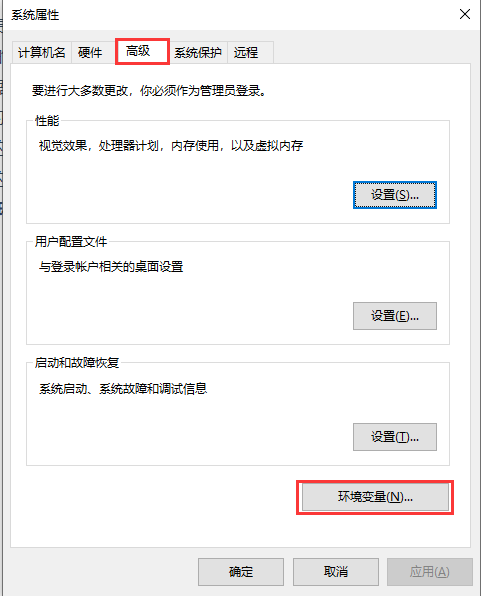 系统属性
计算机名 硬件 高级 系统保护 远程
要进行大多数更改，你必须作为管理员登录。
性能
视觉效果，处理器计划，内存使用，以及虚拟内存
设置(S)...
用户配置文件
与登录帐户相关的桌面设置
设置(E)...
启动和故障恢复
系统启动、系统故障和调试信息
设置(T)...
环境变量(N)...
确定 取消 应用(A)